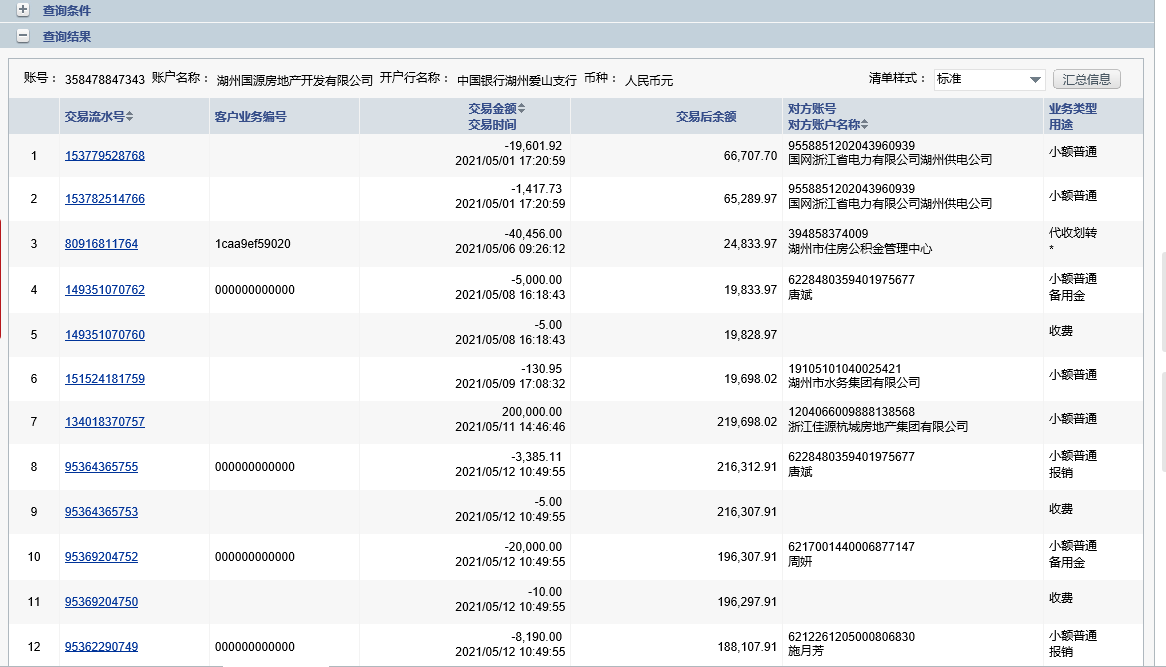 查询条件
查询结果
账号： 358478847343 账户名称： 湖州国源房地产开发有限公司 开户行名称： 中国银行湖州爱山支行 币种： 人民币元 清单样式： 标准 汇总信息
交易流水号 客户业务编号 交易金额 交易时间 交易后余额 对方账号 对方账户名称 业务类型 用途
1 153779528768 -19,601.92 66,707.70 9558851202043960939 小额普通
2021/05/01 17:20:59 国网浙江省电力有限公司湖州供电公司
2 153782514766 -1,417.73 65,289.97 9558851202043960939 小额普通
2021/05/01 17:20:59 国网浙江省电力有限公司湖州供电公司
3 80916811764 1caa9ef59020 -40,456.00 24,833.97 394858374009 代收划转
2021/05/06 09:26:12 湖州市住房公积金管理中心 *
4 149351070762 000000000000 -5,000.00 19,833.97 6228480359401975677 小额普通
2021/05/08 16:18:43 唐斌 备用金
5 149351070760 -5.00 19,828.97 收费
2021/05/08 16:18:43
6 151524181759 -130.95 19,698.02 19105101040025421 小额普通
2021/05/09 17:08:32 湖州市水务集团有限公司
7 134018370757 200,000.00 219,698.02 1204066009888138568 小额普通
2021/05/11 14:46:46 浙江佳源杭城房地产集团有限公司
8 95364365755 000000000000 -3,385.11 216,312.91 6228480359401975677 小额普通
2021/05/12 10:49:55 唐斌 报销
9 95364365753 -5.00 216,307.91 收费
2021/05/12 10:49:55
10 95369204752 000000000000 -20,000.00 196,307.91 6217001440006877147 小额普通
2021/05/12 10:49:55 周妍 备用金
11 95369204750 -10.00 196,297.91 收费
2021/05/12 10:49:55
12 95362290749 000000000000 -8,190.00 188,107.91 6212261205000806830 小额普通
2021/05/12 10:49:55 施月芳 报销